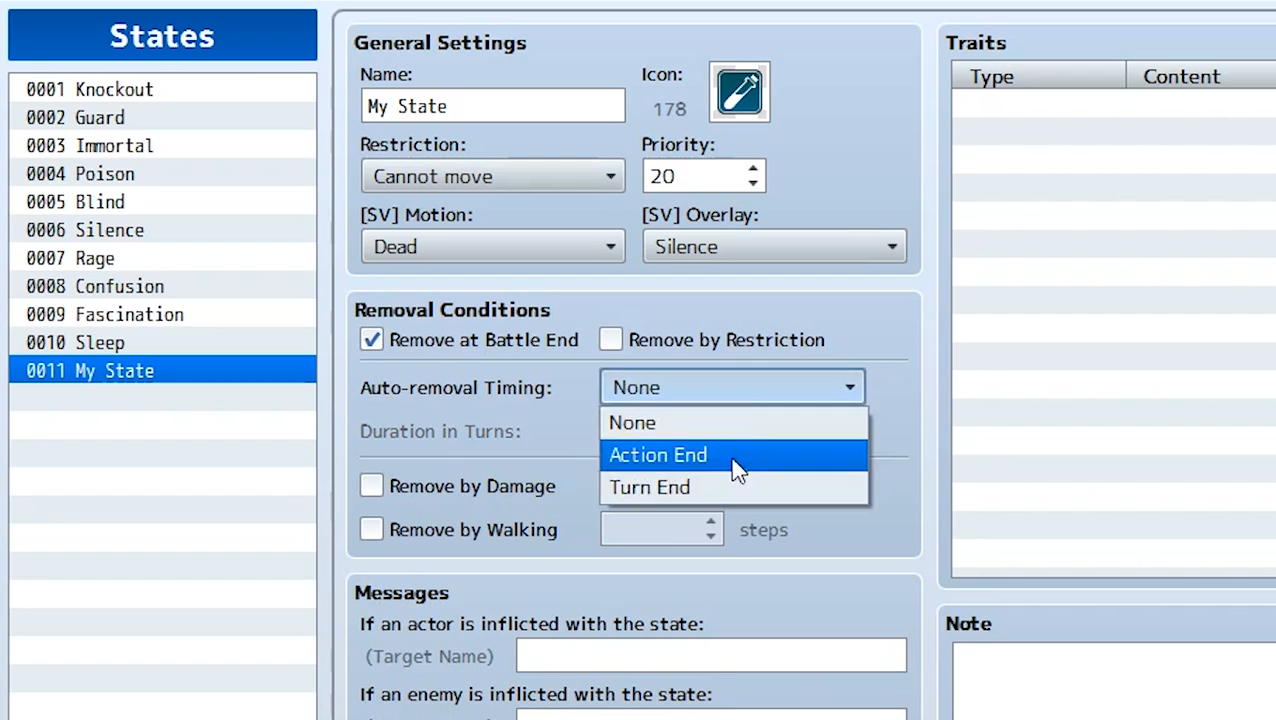 States
0001 Knockout
0002 Guard
0003 Immortal
0004 Poison
0005 Blind
0006 Silence
0007 Rage
0008 Confusion
0009 Fascination
0010 Sleep
0011 My State
General Settings
Name:
Icon:
My State
178
Restriction:
Priority:
Cannot move
20
[SV] Motion:
[SV] Overlay:
Dead
Silence
Removal Conditions
Remove at Battle End
Remove by Restriction
Auto-removal Timing:
None
None
Duration in Turns:
Action End
Remove by Damage
Turn End
Remove by Walking
steps
Messages
If an actor is inflicted with the state:
(Target Name)
If an enemy is inflicted with the state:
Traits
Type
Content
Note